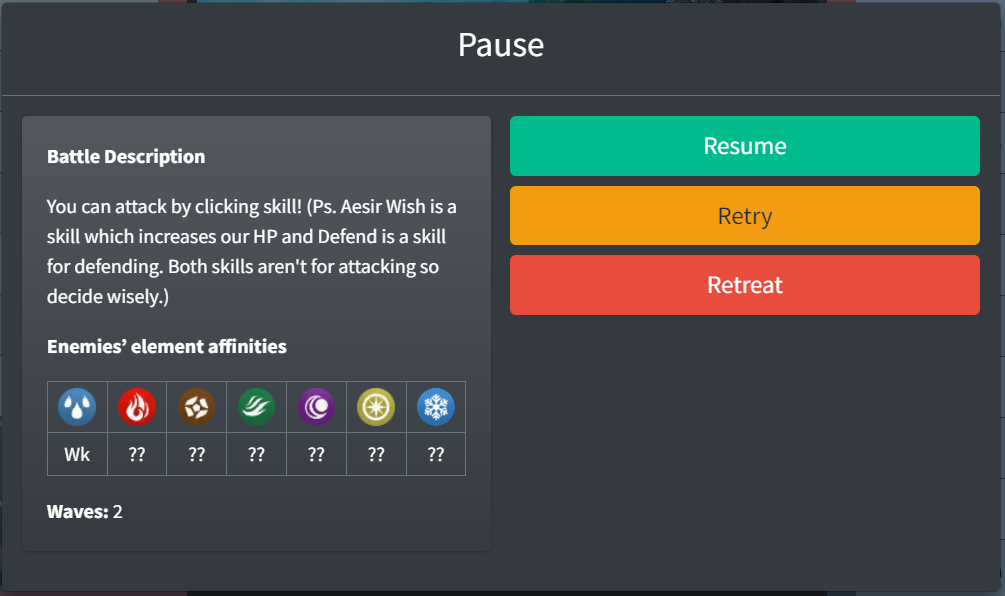 Pause
Battle Description
You can attack by clicking skill! (Ps. Aesir Wish is a
skill which increases our HP and Defend is a skill
for defending. Both skills aren't for attacking so
decide wisely.)
Enemies’ element affinities
Wk ?? ?? ?? ?? ?? ??
Waves: 2
Resume
Retry
Retreat